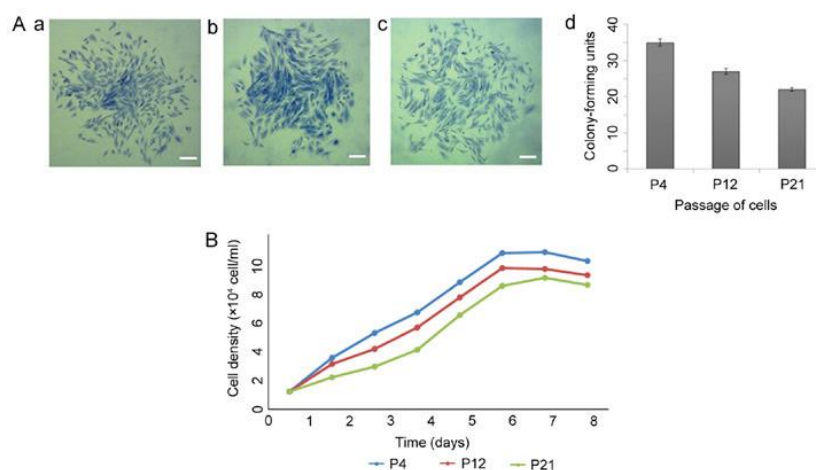 A a
b
c
d
Colony-forming units
40
30
20
10
0
P4 P12 P21
Passage of cells
B
Cell density (×10⁴ cell/ml)
10
8
6
4
2
0
0 1 2 3 4 5 6 7 8
Time (days)
P4 P12 P21